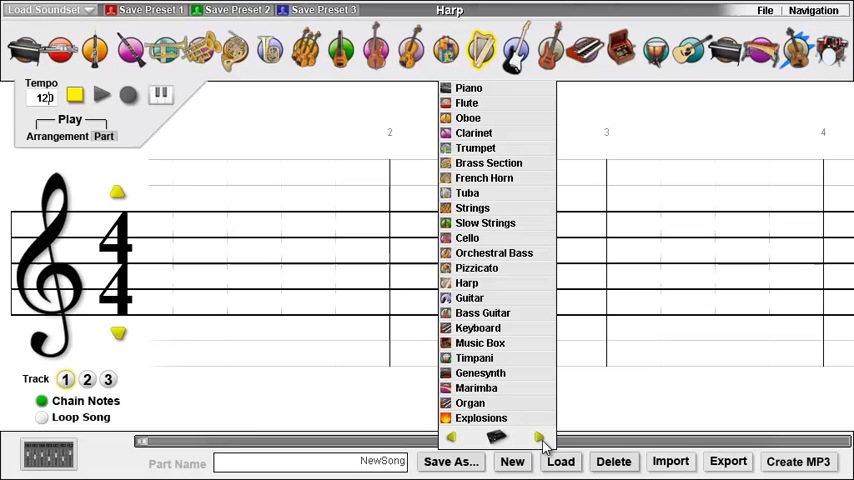 Load Soundset Save Preset 1 Save Preset 2 Save Preset 3 Harp File | Navigation
Tempo
120
Play
Arrangement Part
2 3 4
4
4
Piano
Flute
Oboe
Clarinet
Trumpet
Brass Section
French Horn
Tuba
Strings
Slow Strings
Cello
Orchestral Bass
Pizzicato
Harp
Guitar
Bass Guitar
Keyboard
Music Box
Timpani
Genesynth
Marimba
Organ
Explosions
Track 1 2 3
Chain Notes
Loop Song
Part Name NewSong Save As... New Load Delete Import Export Create MP3